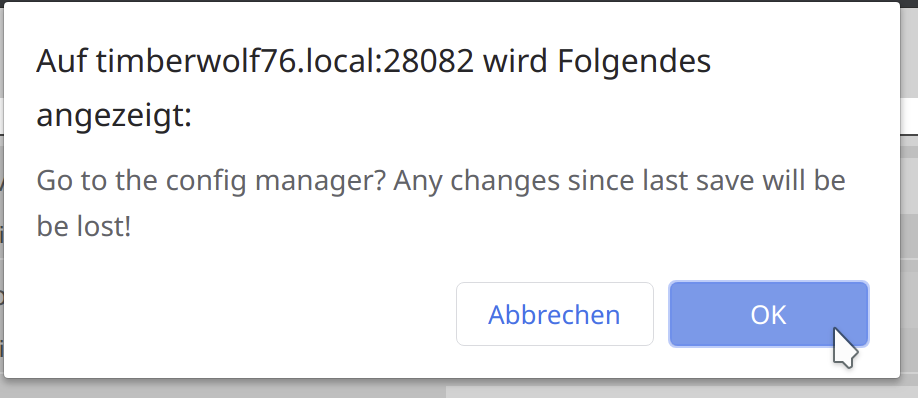 Auf timberwolf76.local:28082 wird Folgendes
angezeigt:
Go to the config manager? Any changes since last save will be
be lost!
Abbrechen
OK